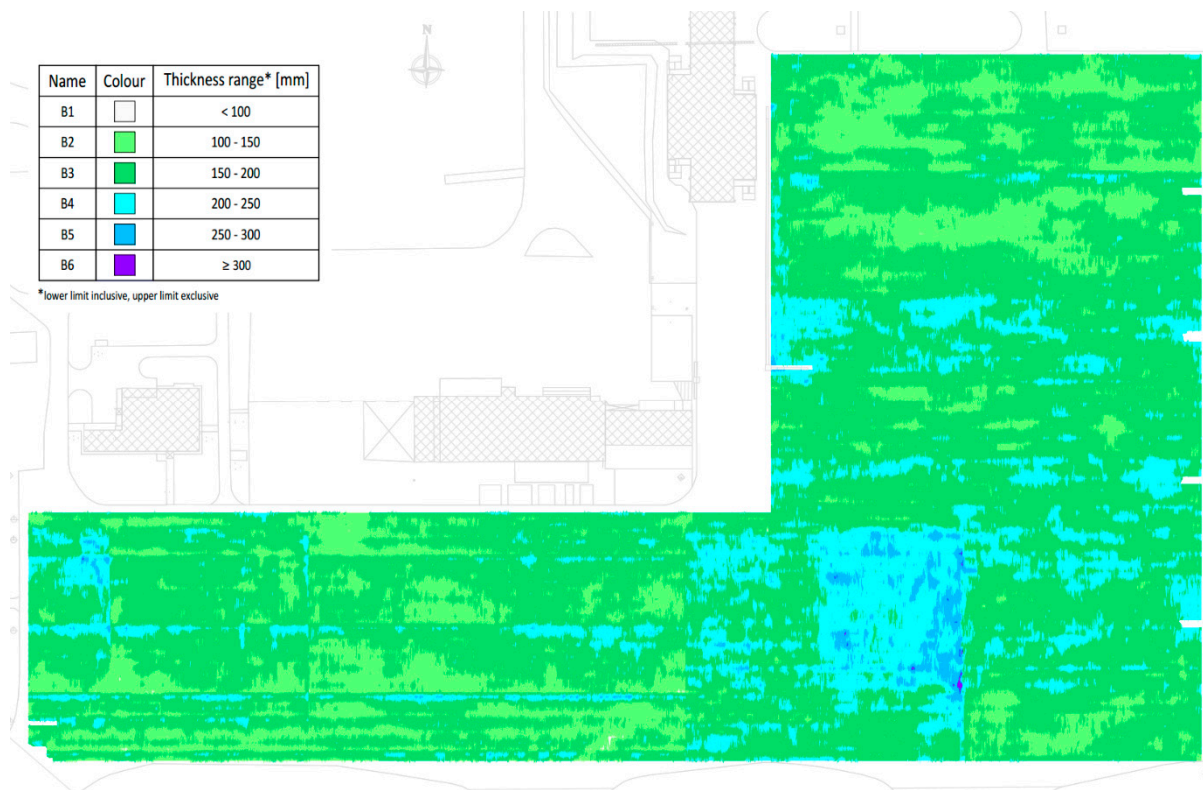 N
Name Colour Thickness range* [mm]
B1 < 100
B2 100 - 150
B3 150 - 200
B4 200 - 250
B5 250 - 300
B6 ≥ 300
*lower limit inclusive, upper limit exclusive